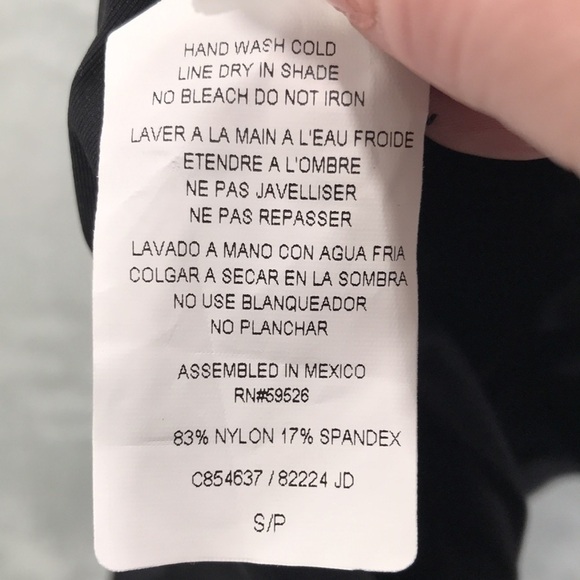 HAND WASH COLD
LINE DRY IN SHADE
NO BLEACH DO NOT IRON
LAVER A LA MAIN A L'EAU FROIDE
ETENDRE A L'OMBRE
NE PAS JAVELLISER
NE PAS REPASSER
LAVADO A MANO CON AGUA FRIA
COLGAR A SECAR EN LA SOMBRA
NO USE BLANQUEADOR
NO PLANCHAR
ASSEMBLED IN MEXICO
RN#59526
83% NYLON 17% SPANDEX
C854637 / 82224 JD
S/P